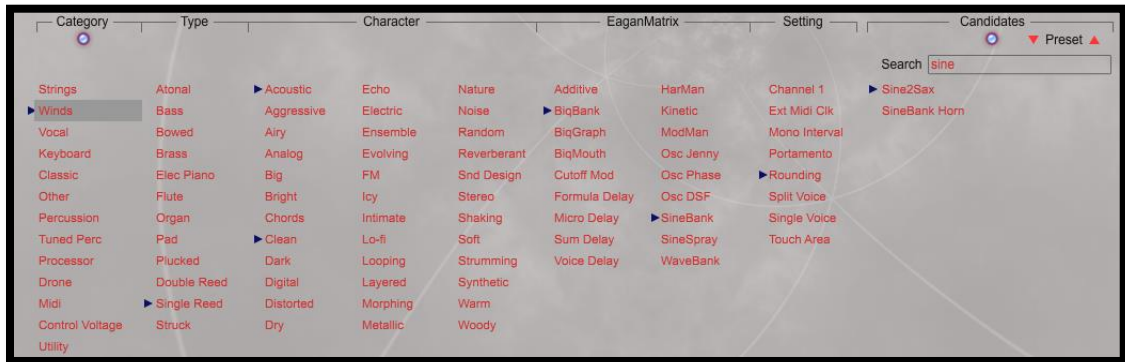 Category Type Character EaganMatrix Setting Candidates
Preset
Search sine
Strings Atonal Acoustic Echo Nature Additive HarMan Channel 1 Sine2Sax
Winds Bass Aggressive Electric Noise BiqBank Kinetic Ext Midi Clk SineBank Horn
Vocal Bowed Airy Ensemble Random BiqGraph ModMan Mono Interval
Keyboard Brass Analog Evolving Reverberant BiqMouth Osc Jenny Portamento
Classic Elec Piano Big FM Snd Design Cutoff Mod Osc Phase Rounding
Other Flute Bright Icy Stereo Formula Delay Osc DSF Split Voice
Percussion Organ Chords Intimate Shaking Micro Delay SineBank Single Voice
Tuned Perc Pad Clean Lo-fi Soft Sum Delay SineSpray Touch Area
Processor Plucked Dark Looping Strumming Voice Delay WaveBank
Drone Double Reed Digital Layered Synthetic
Midi Single Reed Distorted Morphing Warm
Control Voltage Struck Dry Metallic Woody
Utility